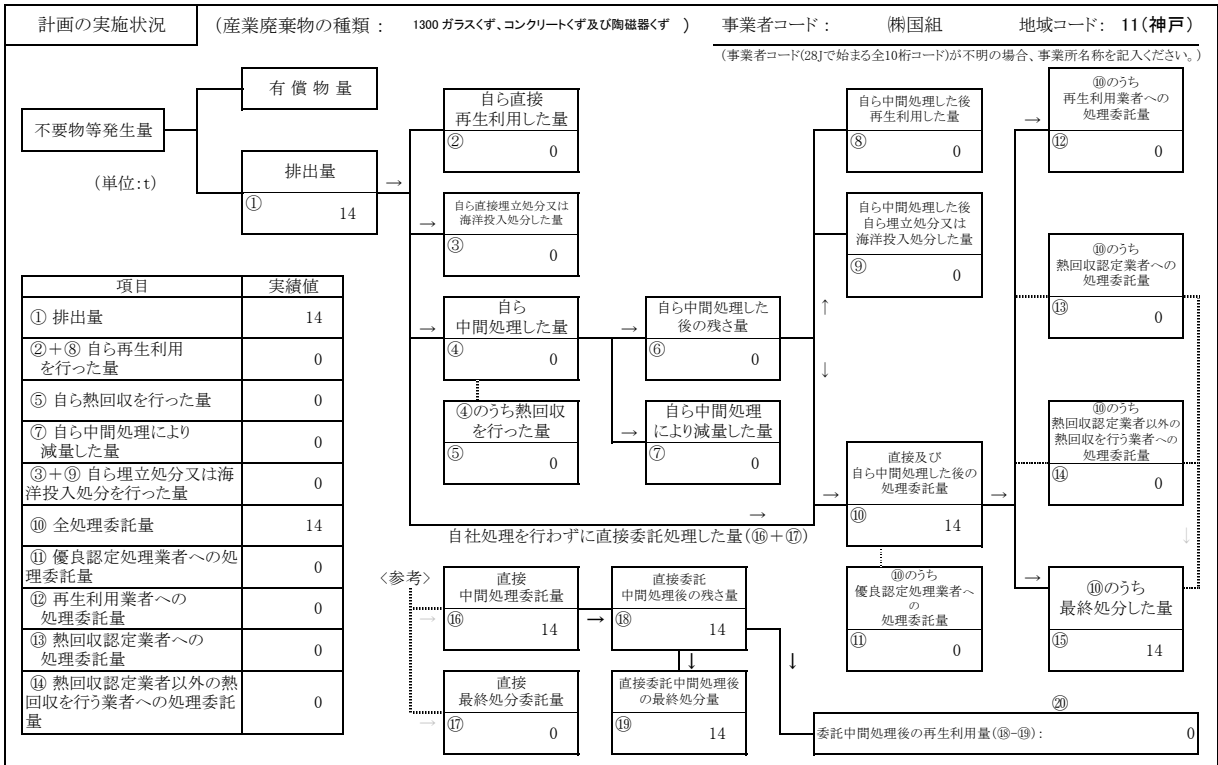 計画の実施状況 (産業廃棄物の種類： 1300 ガラスくず、コンクリートくず及び陶磁器くず ) 事業者コード： ㈱国組 地域コード： 11(神戸)
(事業者コード(28Jで始まる全10桁コード)が不明の場合、事業所名称を記入ください。)
不要物等発生量
(単位:t)
有償物量
排出量
① 14
→
自ら直接
再生利用した量
② 0
→
自ら直接埋立処分又は
海洋投入処分した量
③ 0
→
自ら
中間処理した量
④ 0
④のうち熱回収
を行った量
⑤ 0
→
自ら中間処理した
後の残さ量
⑥ 0
→
自ら中間処理
により減量した量
⑦ 0
自ら中間処理した後
再生利用した量
⑧ 0
自ら中間処理した後
自ら埋立処分又は
海洋投入処分した量
⑨ 0
↑
↓
→
自社処理を行わずに直接委託処理した量(⑯+⑰)
→
直接及び
自ら中間処理した後の
処理委託量
⑩ 14
→
⑩のうち
優良認定処理業者へ
の
処理委託量
⑪ 0
→
⑩のうち
再生利用業者への
処理委託量
⑫ 0
⑩のうち
熱回収認定業者への
処理委託量
⑬ 0
⑩のうち
熱回収認定業者以外の
熱回収を行う業者への
処理委託量
⑭ 0
↓
→
⑩のうち
最終処分した量
⑮ 14
項目 実績値
① 排出量 14
②+⑧ 自ら再生利用
を行った量 0
⑤ 自ら熱回収を行った量 0
⑦ 自ら中間処理により
減量した量 0
③+⑨ 自ら埋立処分又は海
洋投入処分を行った量 0
⑩ 全処理委託量 14
⑪ 優良認定処理業者への処
理委託量 0
⑫ 再生利用業者への
処理委託量 0
⑬ 熱回収認定業者への
処理委託量 0
⑭ 熱回収認定業者以外の熱
回収を行う業者への処理委託
量 0
〈参考〉
→
直接
中間処理委託量
⑯ 14
→
直接委託
中間処理後の残さ量
⑱ 14
→
直接
最終処分委託量
⑰ 0
↓
直接委託中間処理後
の最終処分量
⑲ 14
↓
⑳
委託中間処理後の再生利用量(⑱-⑲)： 0